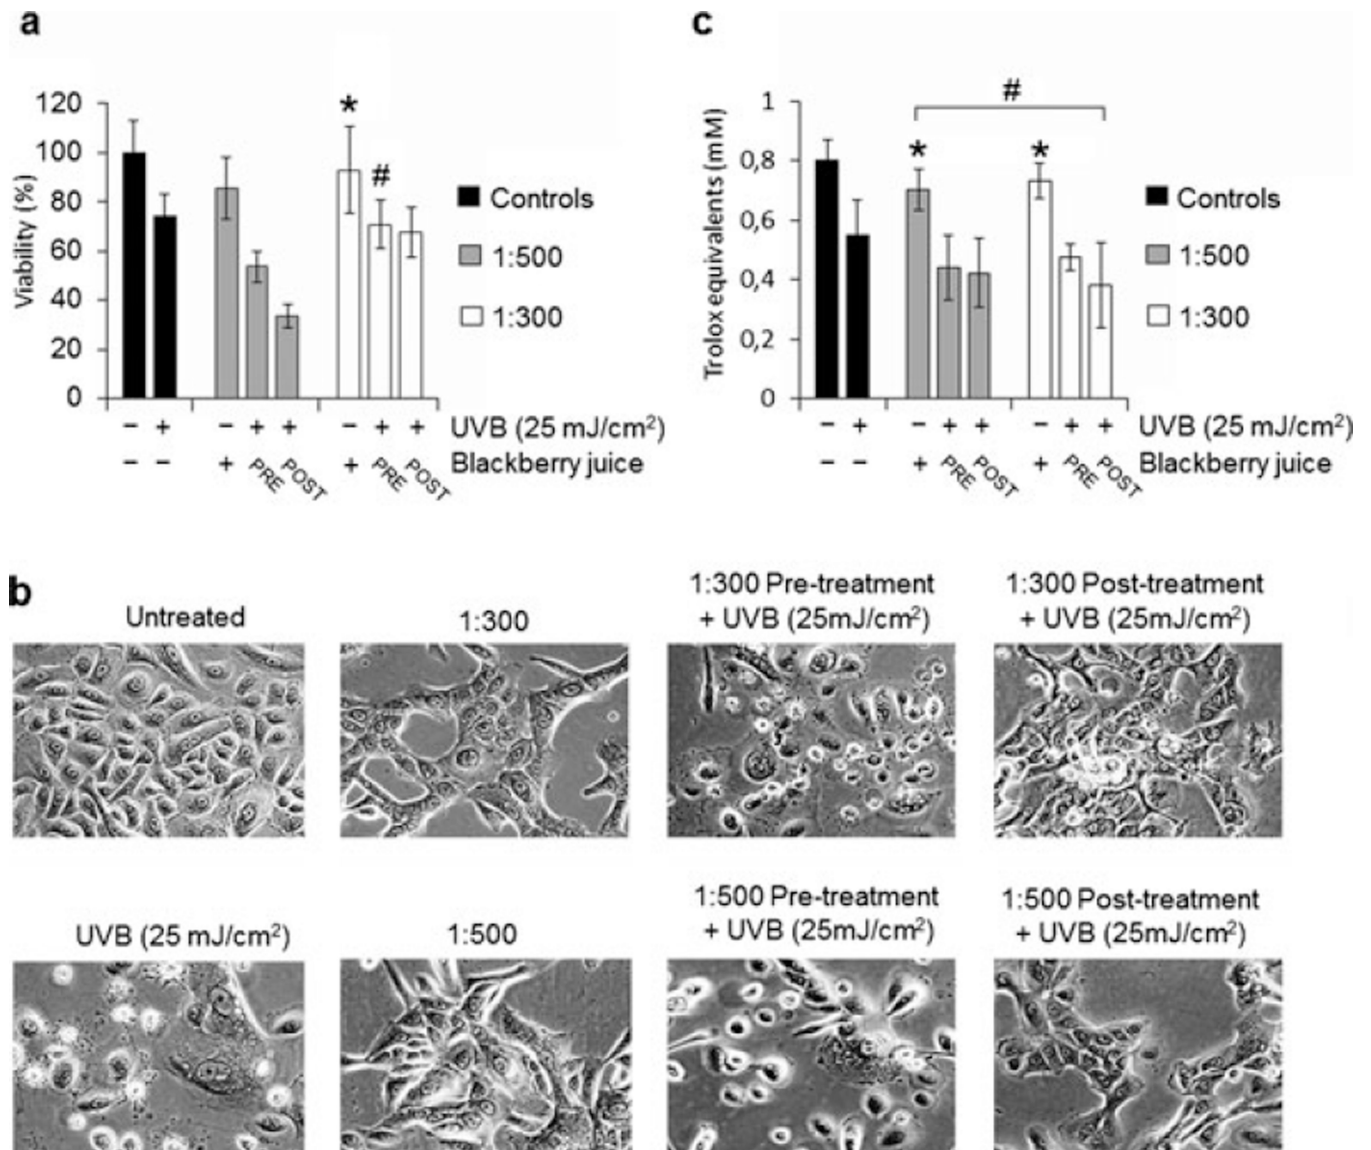 a
120
100
80
60
40
20
0
Viability (%)
*
#
Controls
1:500
1:300
− + − + + − + + UVB (25 mJ/cm²)
− − + PRE POST + PRE POST Blackberry juice
c
1
0,8
0,6
0,4
0,2
0
Trolox equivalents (mM)
#
* *
Controls
1:500
1:300
− + − + + − + + UVB (25 mJ/cm²)
− − + PRE POST + PRE POST Blackberry juice
b
Untreated
1:300
1:300 Pre-treatment
+ UVB (25mJ/cm²)
1:300 Post-treatment
+ UVB (25mJ/cm²)
UVB (25 mJ/cm²)
1:500
1:500 Pre-treatment
+ UVB (25mJ/cm²)
1:500 Post-treatment
+ UVB (25mJ/cm²)